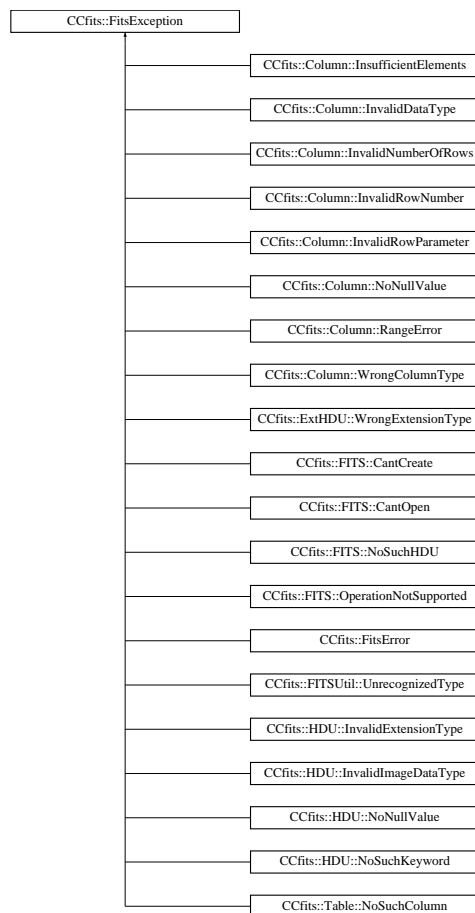 CCfits::FitsException
CCfits::Column::InsufficientElements
CCfits::Column::InvalidDataType
CCfits::Column::InvalidNumberOfRows
CCfits::Column::InvalidRowNumber
CCfits::Column::InvalidRowParameter
CCfits::Column::NoNullValue
CCfits::Column::RangeError
CCfits::Column::WrongColumnType
CCfits::ExtHDU::WrongExtensionType
CCfits::FITS::CantCreate
CCfits::FITS::CantOpen
CCfits::FITS::NoSuchHDU
CCfits::FITS::OperationNotSupported
CCfits::FitsError
CCfits::FITSUtil::UnrecognizedType
CCfits::HDU::InvalidExtensionType
CCfits::HDU::InvalidImageDataType
CCfits::HDU::NoNullValue
CCfits::HDU::NoSuchKeyword
CCfits::Table::NoSuchColumn